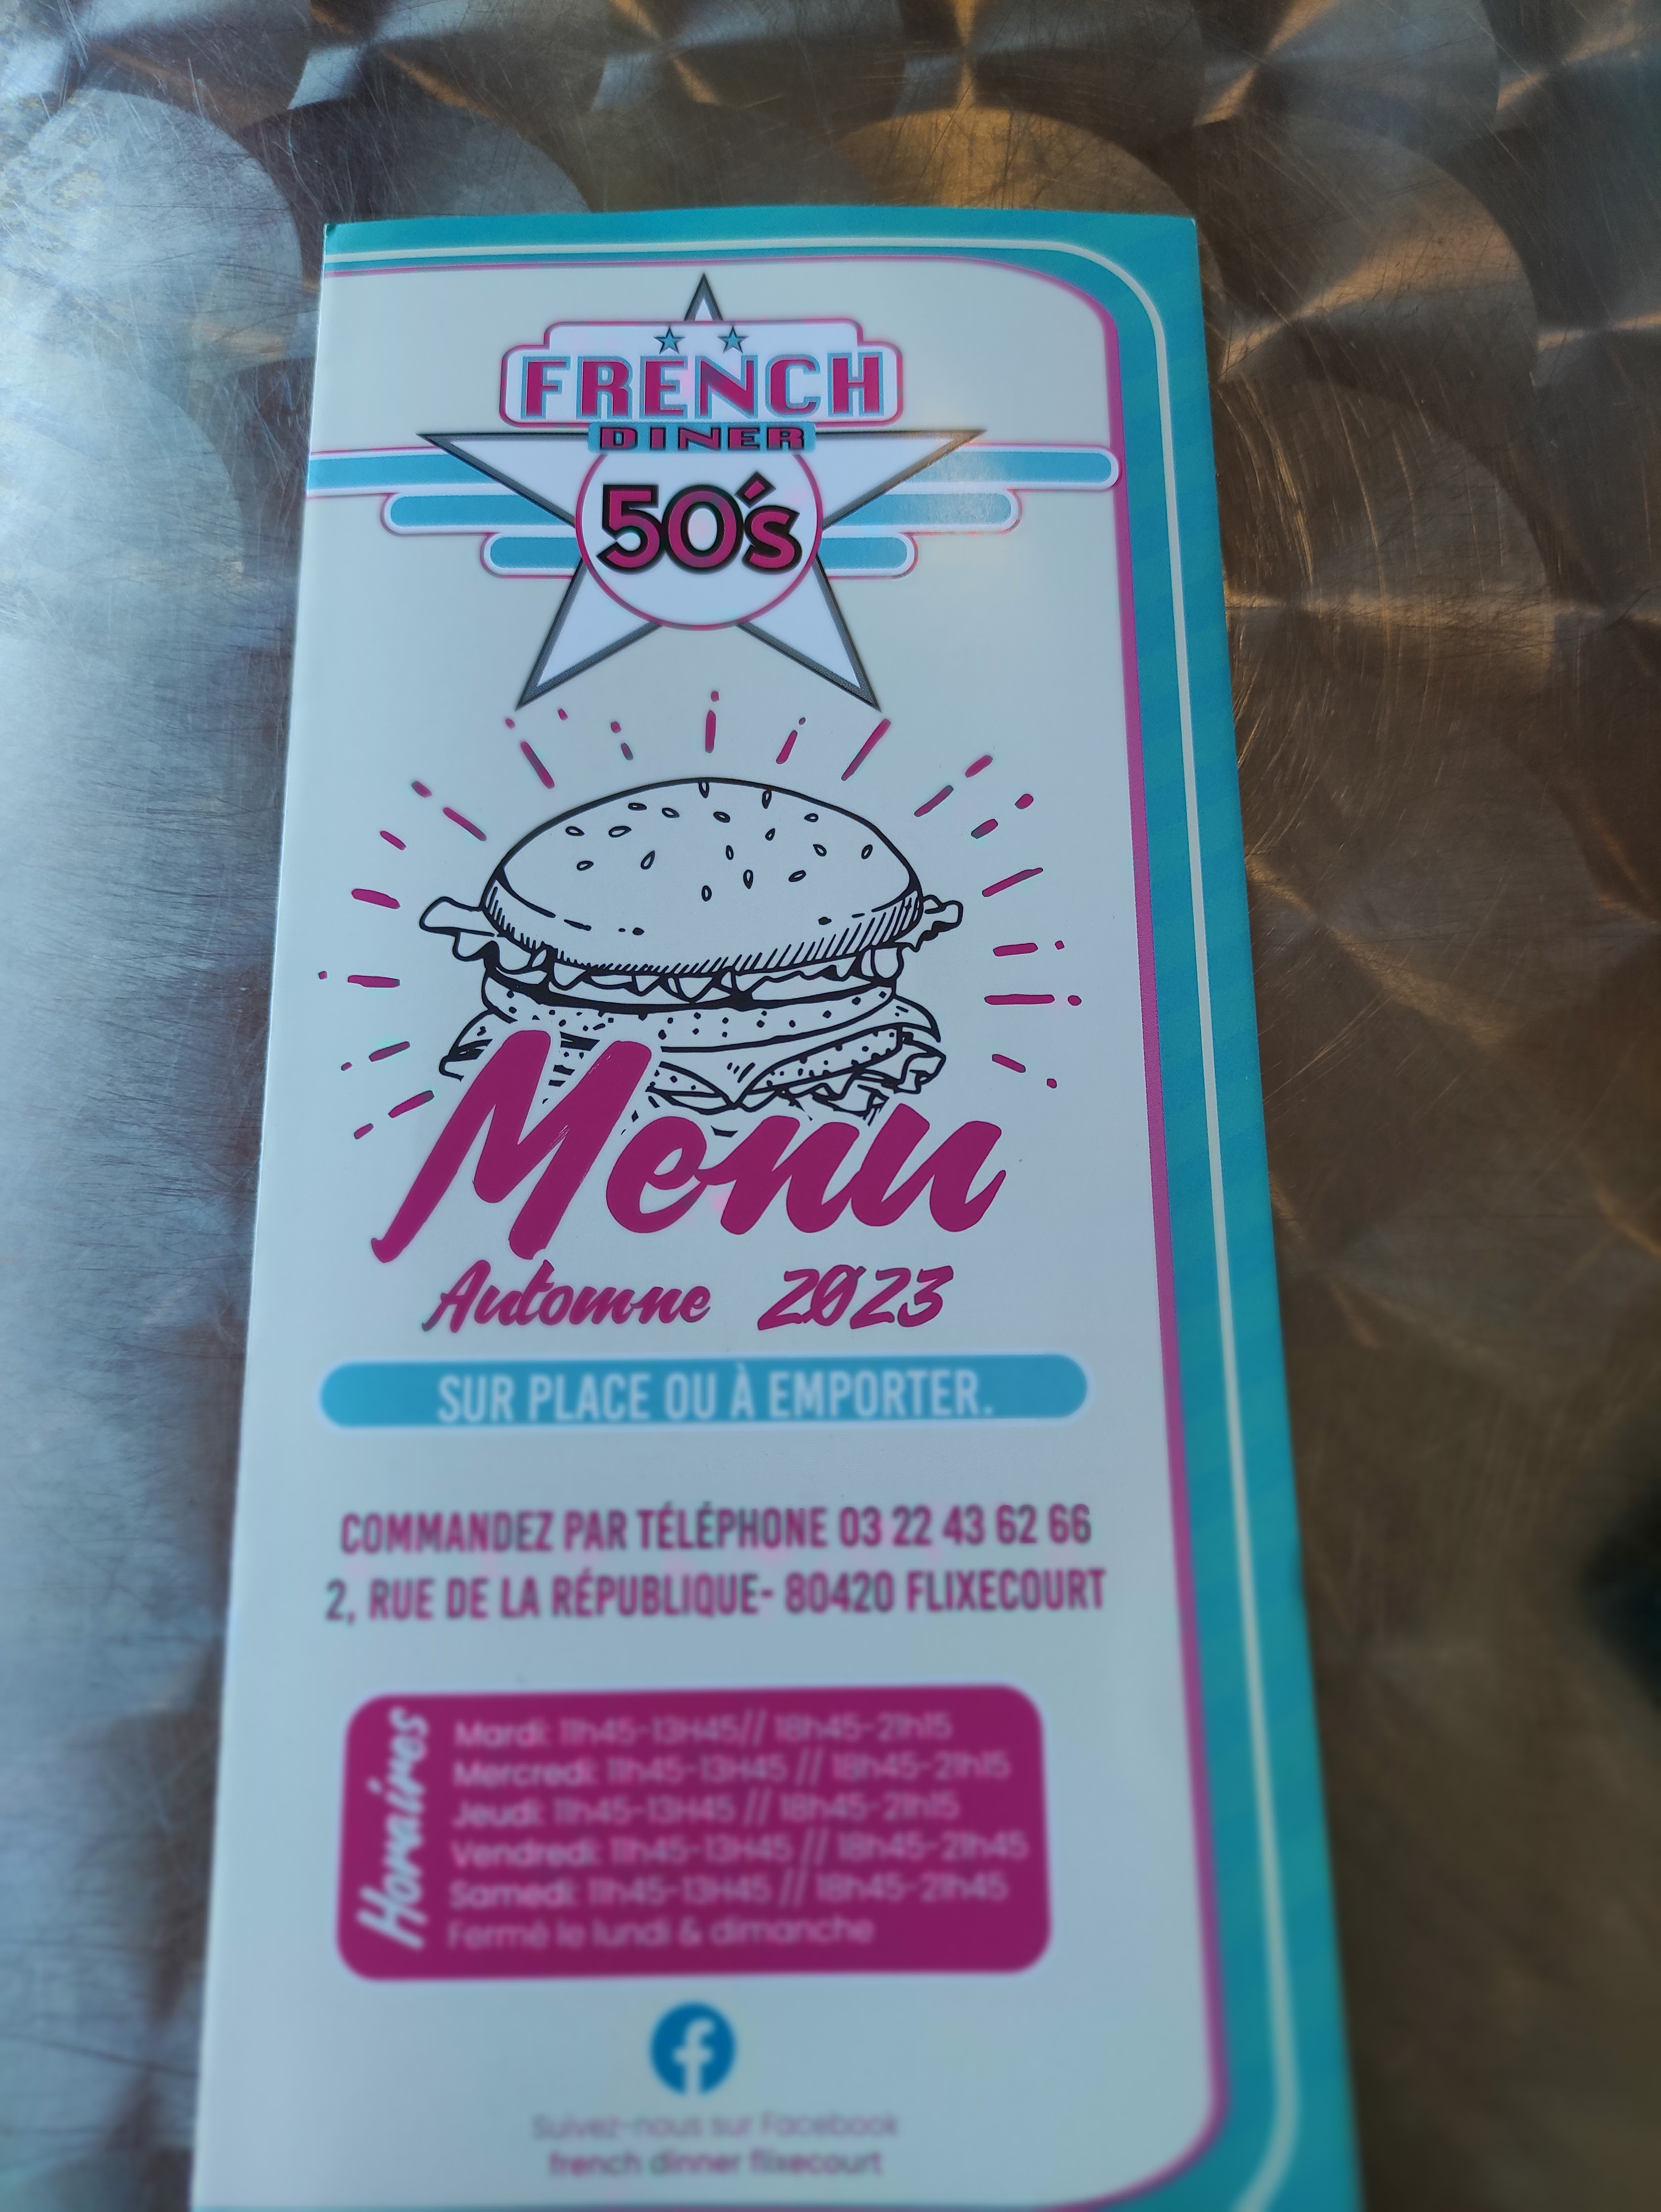 FRENCH
DINER
50's
Menu
Automne 2023
SUR PLACE OU À EMPORTER.
COMMANDEZ PAR TÉLÉPHONE 03 22 43 62 66
2, RUE DE LA RÉPUBLIQUE- 80420 FLIXECOURT
Horaires
Mardi: 11h45-13H45// 18h45-21h15
Mercredi: 11h45-13H45 // 18h45-21h15
Jeudi: 11h45-13H45 // 18h45-21h15
Vendredi: 11h45-13H45 // 18h45-21h45
Samedi: 11h45-13H45 // 18h45-21h45
Fermé le lundi & dimanche
Suivez-nous sur Facebook
french dinner flixecourt